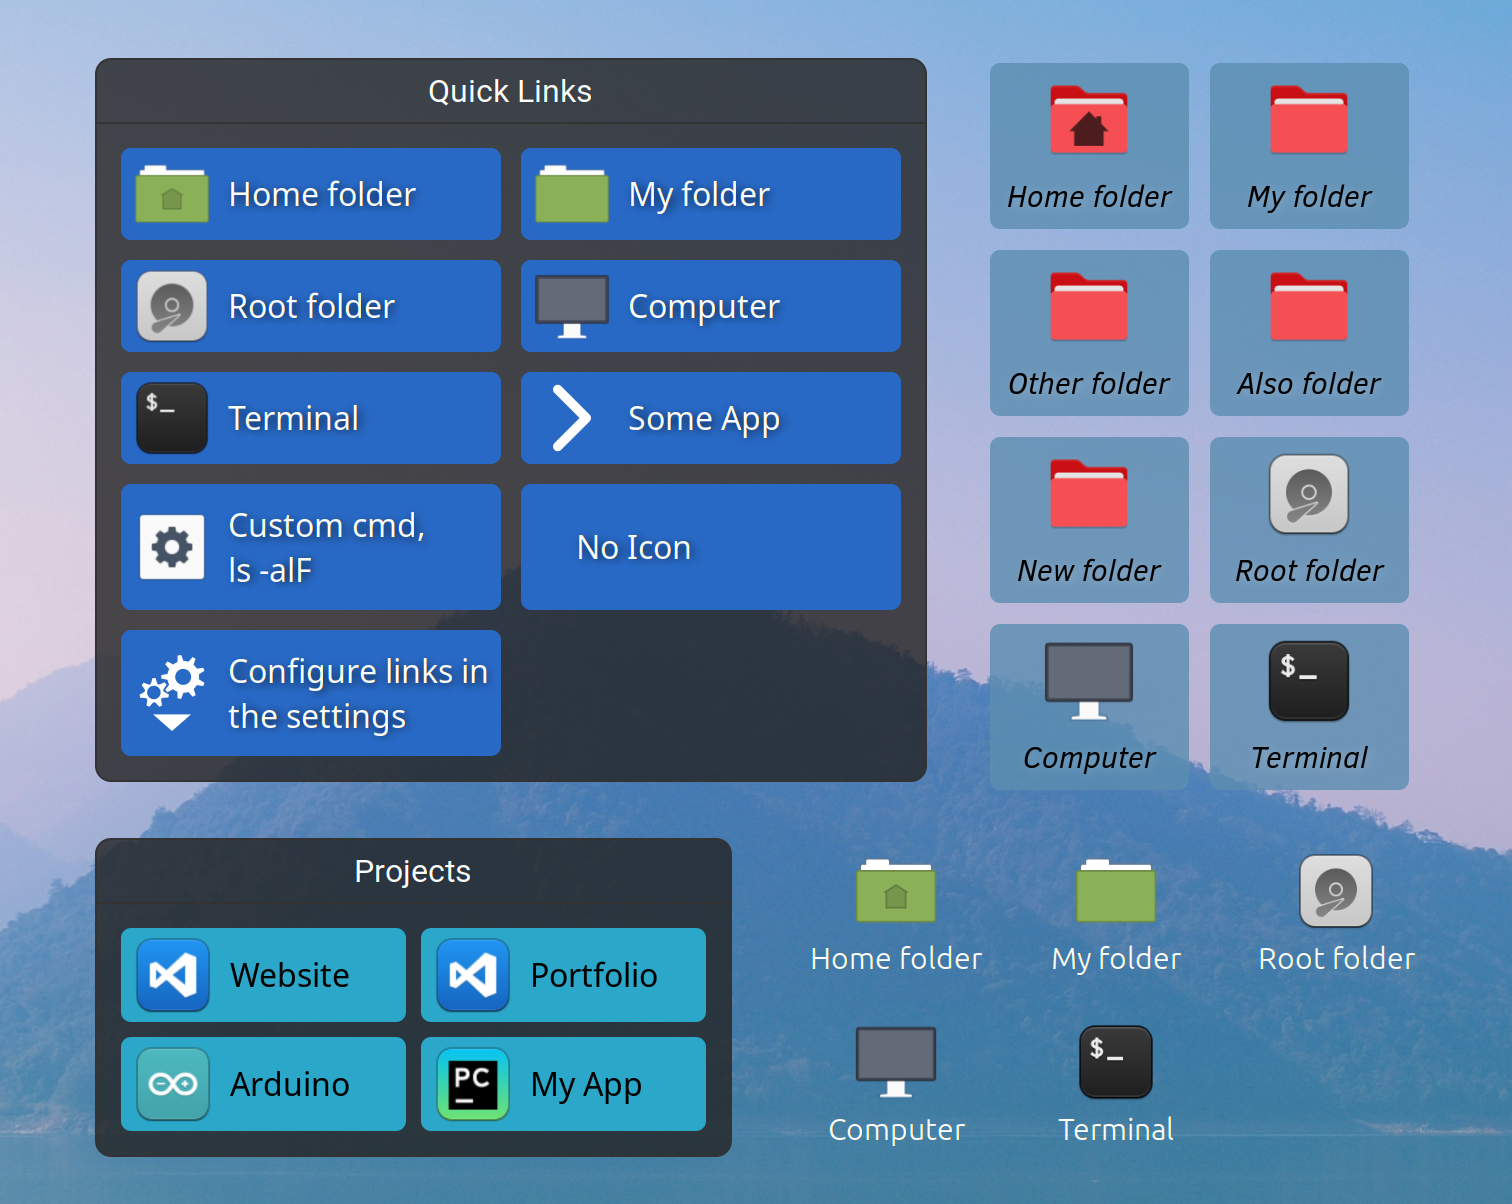 Quick Links
Home folder
My folder
Root folder
Computer
$_
Terminal
Some App
Custom cmd,
ls -alF
No Icon
Configure links in
the settings
Home folder
My folder
Other folder
Also folder
New folder
Root folder
Computer
$_
Terminal
Projects
Website
Portfolio
Arduino
PC
My App
Home folder
My folder
Root folder
Computer
$_
Terminal